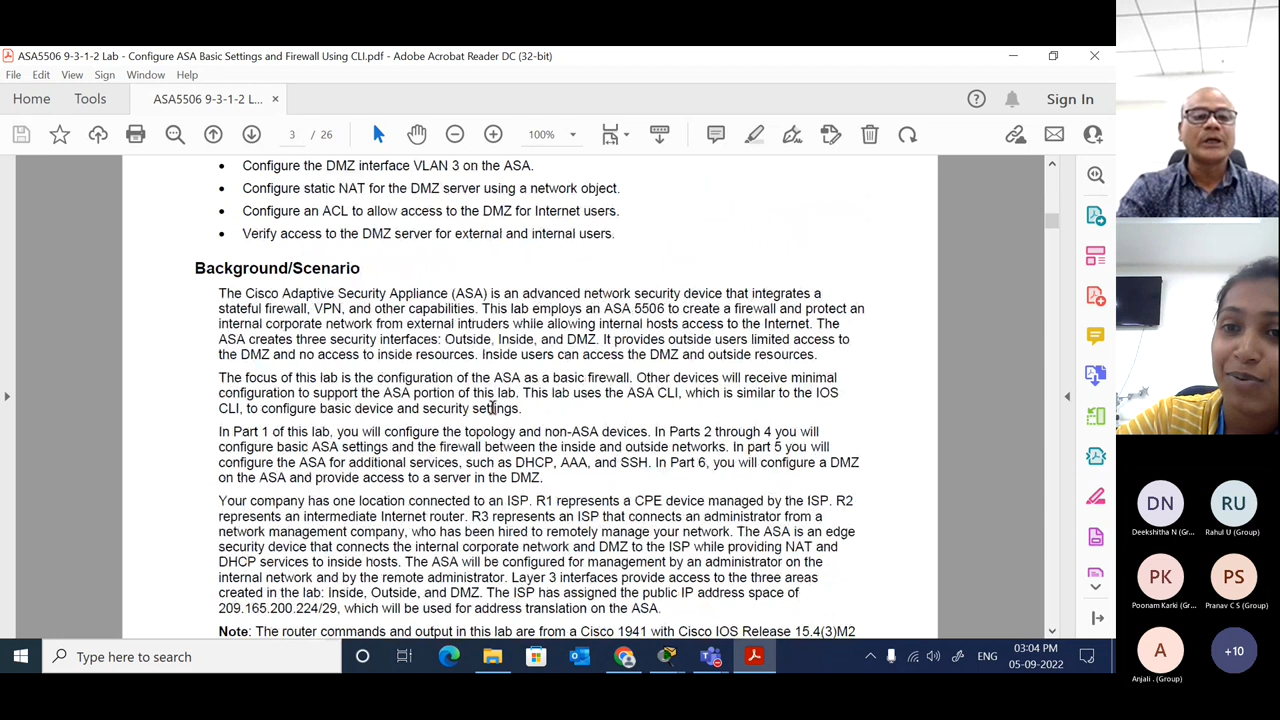 ASA5506 9-3-1-2 Lab - Configure ASA Basic Settings and Firewall Using CLI.pdf - Adobe Acrobat Reader DC (32-bit)
File Edit View Sign Window Help
Home Tools ASA5506 9-3-1-2 L... Sign In
3 / 26 100%
• Configure the DMZ interface VLAN 3 on the ASA.
• Configure static NAT for the DMZ server using a network object.
• Configure an ACL to allow access to the DMZ for Internet users.
• Verify access to the DMZ server for external and internal users.
Background/Scenario
The Cisco Adaptive Security Appliance (ASA) is an advanced network security device that integrates a
stateful firewall, VPN, and other capabilities. This lab employs an ASA 5506 to create a firewall and protect an
internal corporate network from external intruders while allowing internal hosts access to the Internet. The
ASA creates three security interfaces: Outside, Inside, and DMZ. It provides outside users limited access to
the DMZ and no access to inside resources. Inside users can access the DMZ and outside resources.
The focus of this lab is the configuration of the ASA as a basic firewall. Other devices will receive minimal
configuration to support the ASA portion of this lab. This lab uses the ASA CLI, which is similar to the IOS
CLI, to configure basic device and security settings.
In Part 1 of this lab, you will configure the topology and non-ASA devices. In Parts 2 through 4 you will
configure basic ASA settings and the firewall between the inside and outside networks. In part 5 you will
configure the ASA for additional services, such as DHCP, AAA, and SSH. In Part 6, you will configure a DMZ
on the ASA and provide access to a server in the DMZ.
Your company has one location connected to an ISP. R1 represents a CPE device managed by the ISP. R2
represents an intermediate Internet router. R3 represents an ISP that connects an administrator from a
network management company, who has been hired to remotely manage your network. The ASA is an edge
security device that connects the internal corporate network and DMZ to the ISP while providing NAT and
DHCP services to inside hosts. The ASA will be configured for management by an administrator on the
internal network and by the remote administrator. Layer 3 interfaces provide access to the three areas
created in the lab: Inside, Outside, and DMZ. The ISP has assigned the public IP address space of
209.165.200.224/29, which will be used for address translation on the ASA.
Note: The router commands and output in this lab are from a Cisco 1941 with Cisco IOS Release 15.4(3)M2
Type here to search
ENG
03:04 PM
05-09-2022
DN RU
Deekshitha N (Gr... Rahul U (Group)
PK PS
Poonam Karki (Gr... Pranav C S (Group)
A +10
Anjali . (Group)